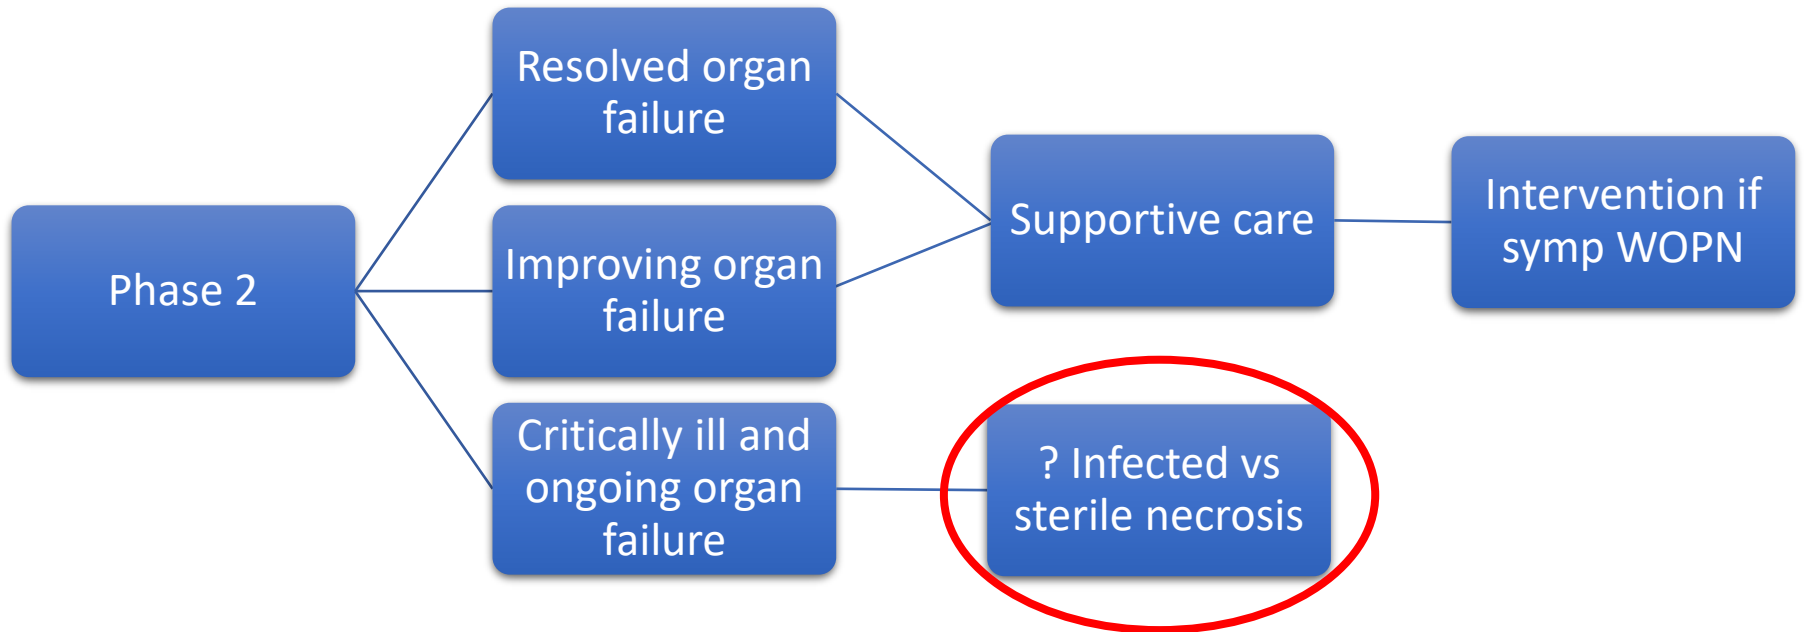 Phase 2
Resolved organ
failure
Improving organ
failure
Critically ill and
ongoing organ
failure
Supportive care
Intervention if
symp WOPN
? Infected vs
sterile necrosis